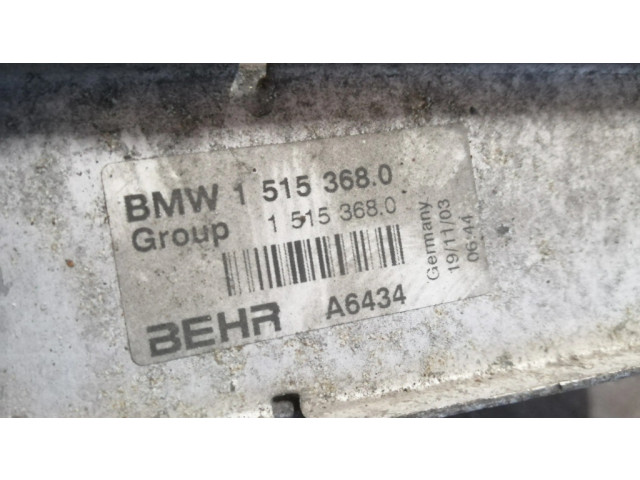 BMW 1 515 368.0
Group 1 515 368.0
BEHR A6434
Germany
19/11/03
06:44